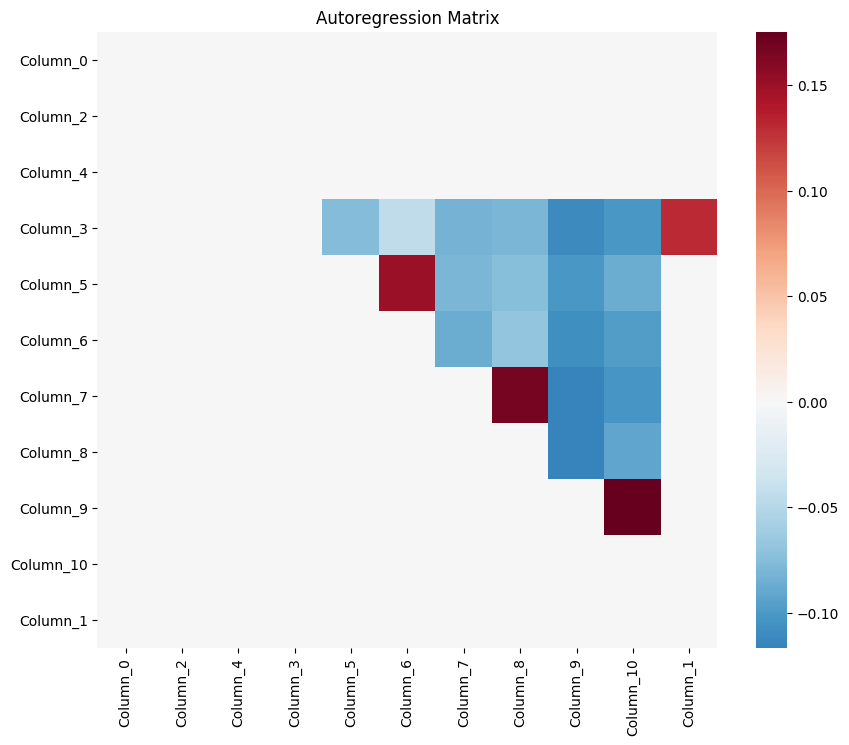 Autoregression Matrix
Column_0
Column_2
Column_4
Column_3
Column_5
Column_6
Column_7
Column_8
Column_9
Column_10
Column_1
Column_0
Column_2
Column_4
Column_3
Column_5
Column_6
Column_7
Column_8
Column_9
Column_10
Column_1
0.15
0.10
0.05
0.00
−0.05
−0.10